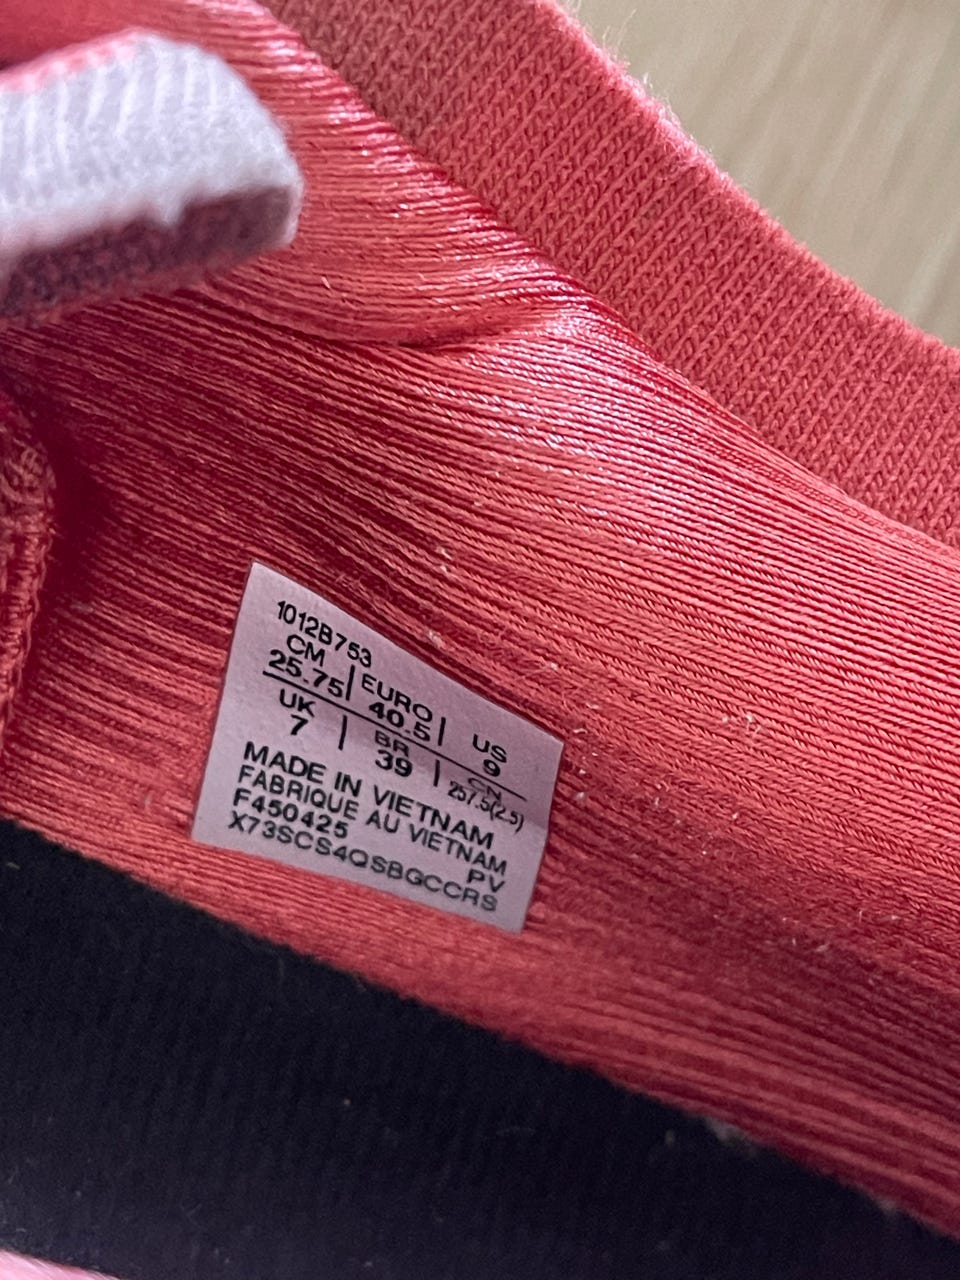 1012B753
CM | EURO | US
25.75 | 40.5 | 9
UK | BR | CN
7 | 39 | 257.5(2.5)
MADE IN VIETNAM
FABRIQUE AU VIETNAM
F450425 PV
X73SCS4QSBGCCRS